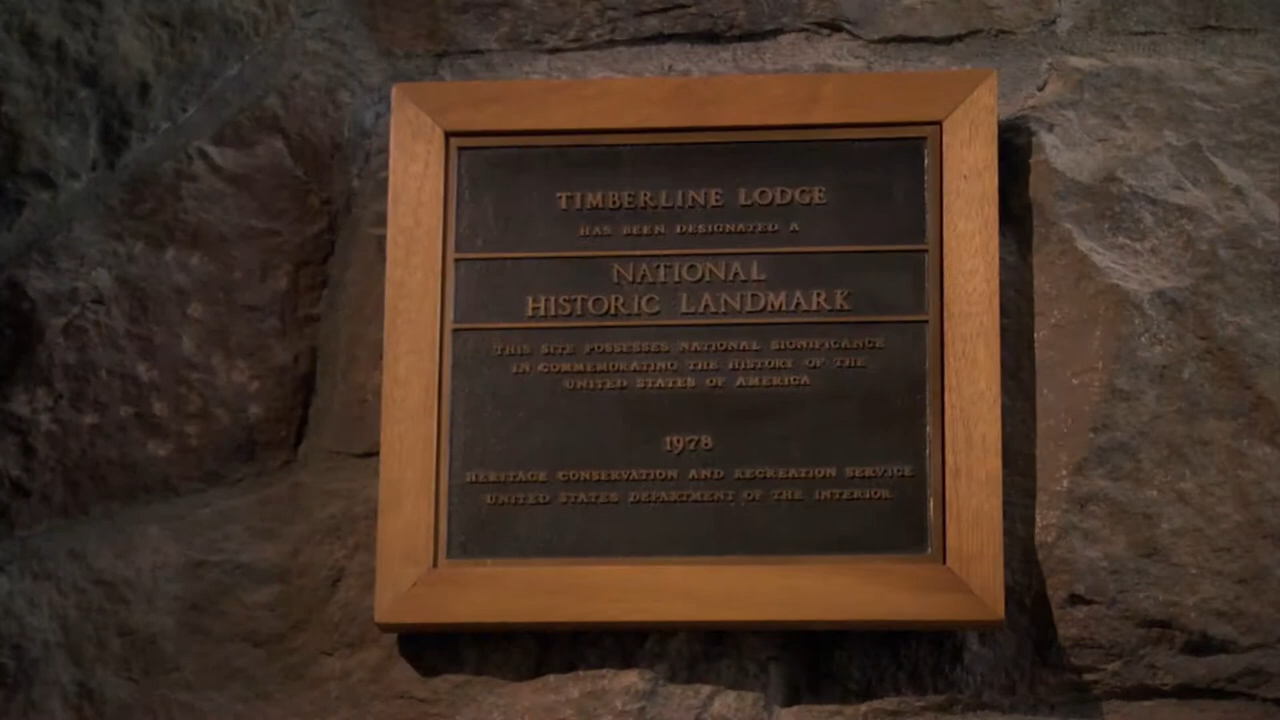 TIMBERLINE LODGE
HAS BEEN DESIGNATED A
NATIONAL
HISTORIC LANDMARK
THIS SITE POSSESSES NATIONAL SIGNIFICANCE
IN COMMEMORATING THE HISTORY OF THE
UNITED STATES OF AMERICA
1978
HERITAGE CONSERVATION AND RECREATION SERVICE
UNITED STATES DEPARTMENT OF THE INTERIOR